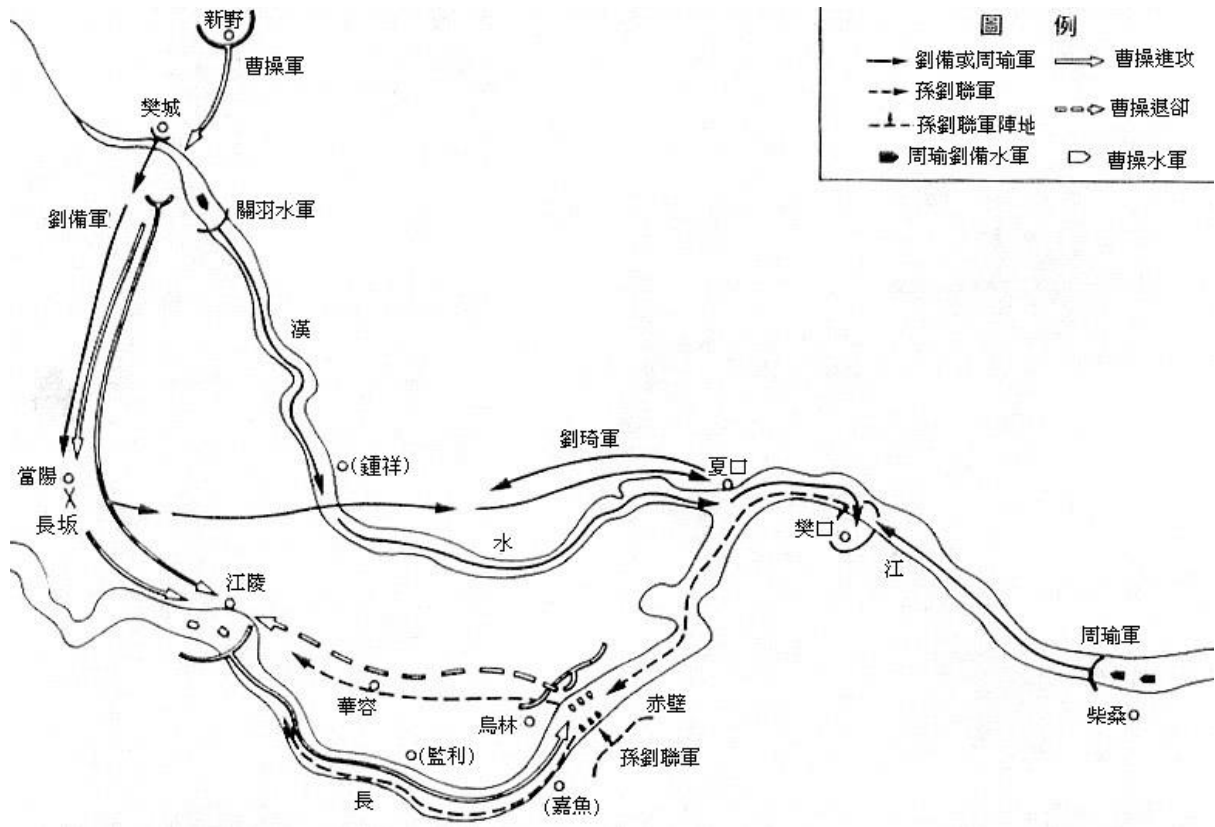 新野
曹操軍
樊城
劉備軍
關羽水軍
漢
劉琦軍
(鍾祥)
夏口
當陽
長坂
水
樊口
江
江陵
周瑜軍
柴桑
華容
赤壁
烏林
孫劉聯軍
(監利)
(嘉魚)
長
圖 例
劉備或周瑜軍
曹操進攻
孫劉聯軍
曹操退卻
孫劉聯軍陣地
周瑜劉備水軍
曹操水軍